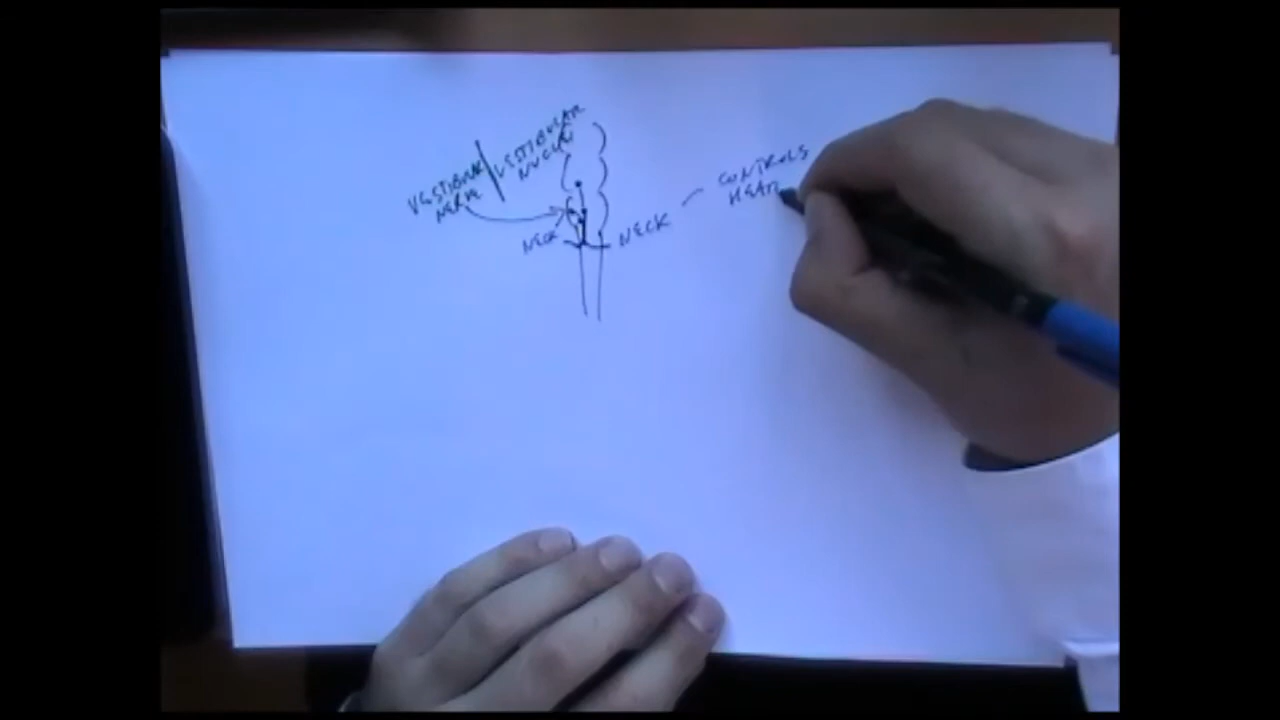 VESTIBULAR
NERVE
VESTIBULAR
NUCLEI
NECK
NECK
CONTROLS
HEAD